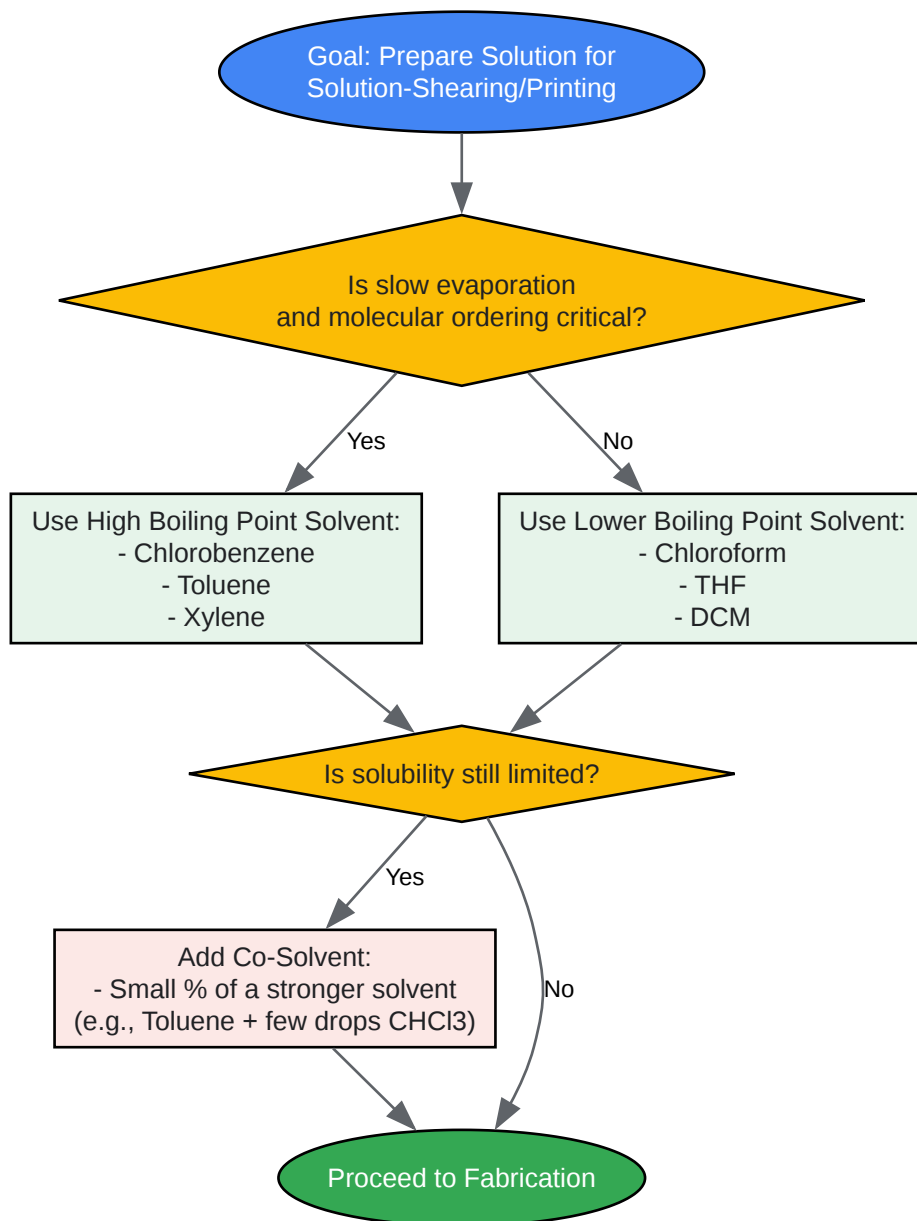 Goal: Prepare Solution for
Solution-Shearing/Printing
Is slow evaporation
and molecular ordering critical?
Yes
No
Use High Boiling Point Solvent:
- Chlorobenzene
- Toluene
- Xylene
Use Lower Boiling Point Solvent:
- Chloroform
- THF
- DCM
Is solubility still limited?
Yes
No
Add Co-Solvent:
- Small % of a stronger solvent
(e.g., Toluene + few drops CHCl3)
Proceed to Fabrication